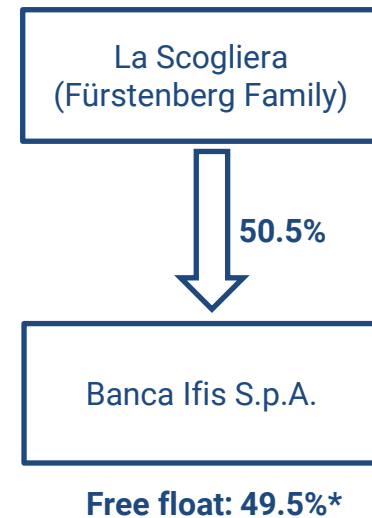 La Scogliera
(Fürstenberg Family)
50.5%
Banca Ifis S.p.A.
Free float: 49.5%*